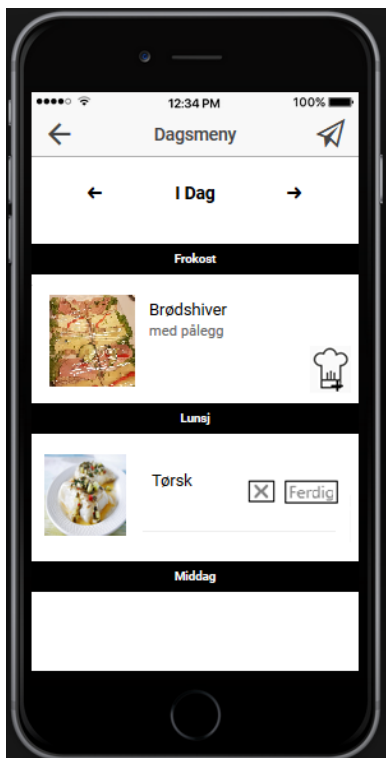 12:34 PM
100%
Dagsmeny
I Dag
Frokost
Brødshiver
med pålegg
Lunsj
Tørsk
Ferdig
Middag